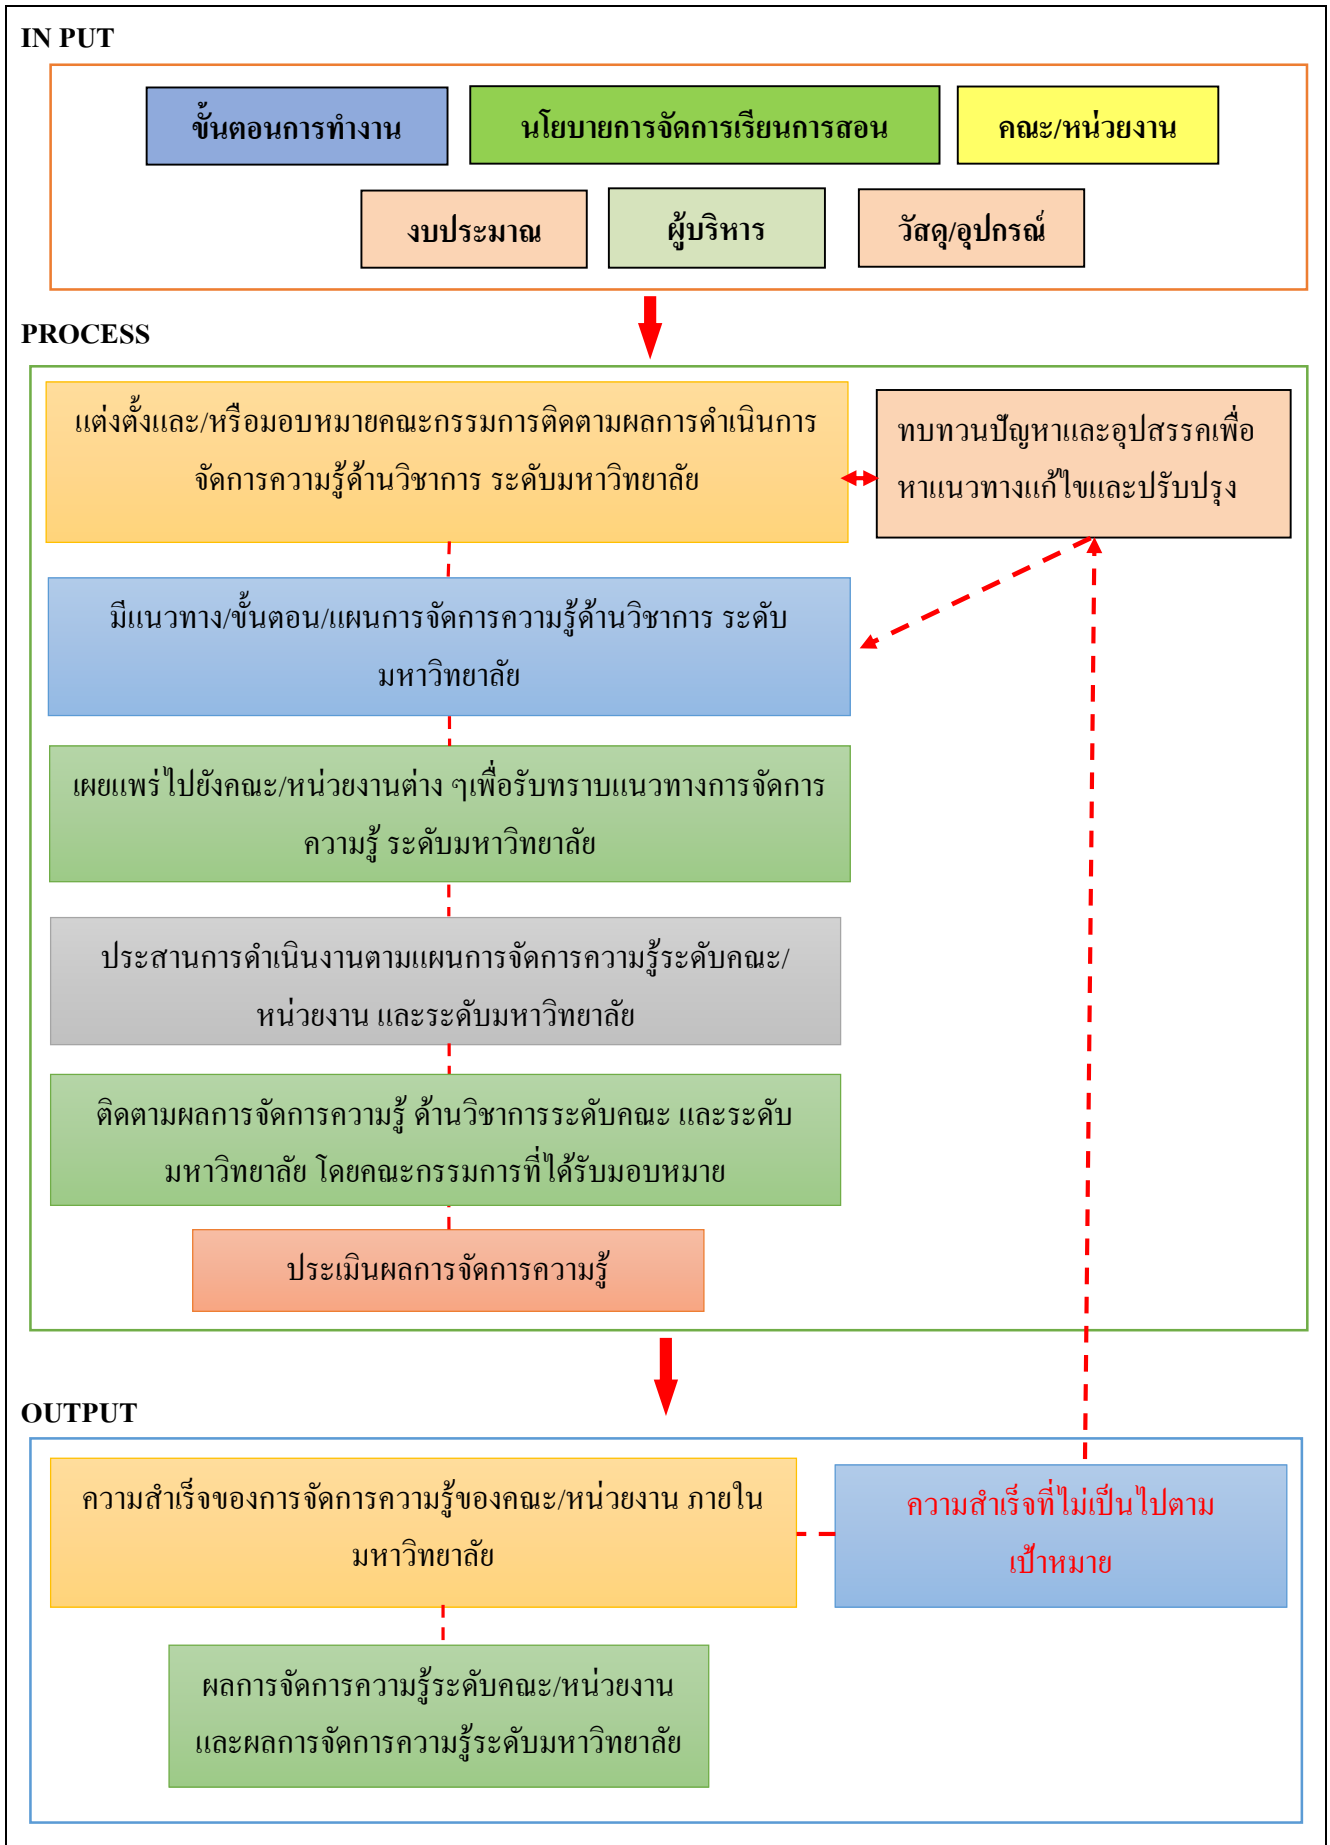 IN PUT
ขั้นตอนการทำงาน
นโยบายการจัดการเรียนการสอน
คณะ/หน่วยงาน
งบประมาณ
ผู้บริหาร
วัสดุ/อุปกรณ์
PROCESS
แต่งตั้งและ/หรือมอบหมายคณะกรรมการติดตามผลการดำเนินการ
จัดการความรู้ด้านวิชาการ ระดับมหาวิทยาลัย
ทบทวนปัญหาและอุปสรรคเพื่อ
หาแนวทางแก้ไขและปรับปรุง
มีแนวทาง/ขั้นตอน/แผนการจัดการความรู้ด้านวิชาการ ระดับ
มหาวิทยาลัย
เผยแพร่ไปยังคณะ/หน่วยงานต่าง ๆเพื่อรับทราบแนวทางการจัดการ
ความรู้ ระดับมหาวิทยาลัย
ประสานการดำเนินงานตามแผนการจัดการความรู้ระดับคณะ/
หน่วยงาน และระดับมหาวิทยาลัย
ติดตามผลการจัดการความรู้ ด้านวิชาการระดับคณะ และระดับ
มหาวิทยาลัย โดยคณะกรรมการที่ได้รับมอบหมาย
ประเมินผลการจัดการความรู้
OUTPUT
ความสำเร็จของการจัดการความรู้ของคณะ/หน่วยงาน ภายใน
มหาวิทยาลัย
ความสำเร็จที่ไม่เป็นไปตาม
เป้าหมาย
ผลการจัดการความรู้ระดับคณะ/หน่วยงาน
และผลการจัดการความรู้ระดับมหาวิทยาลัย